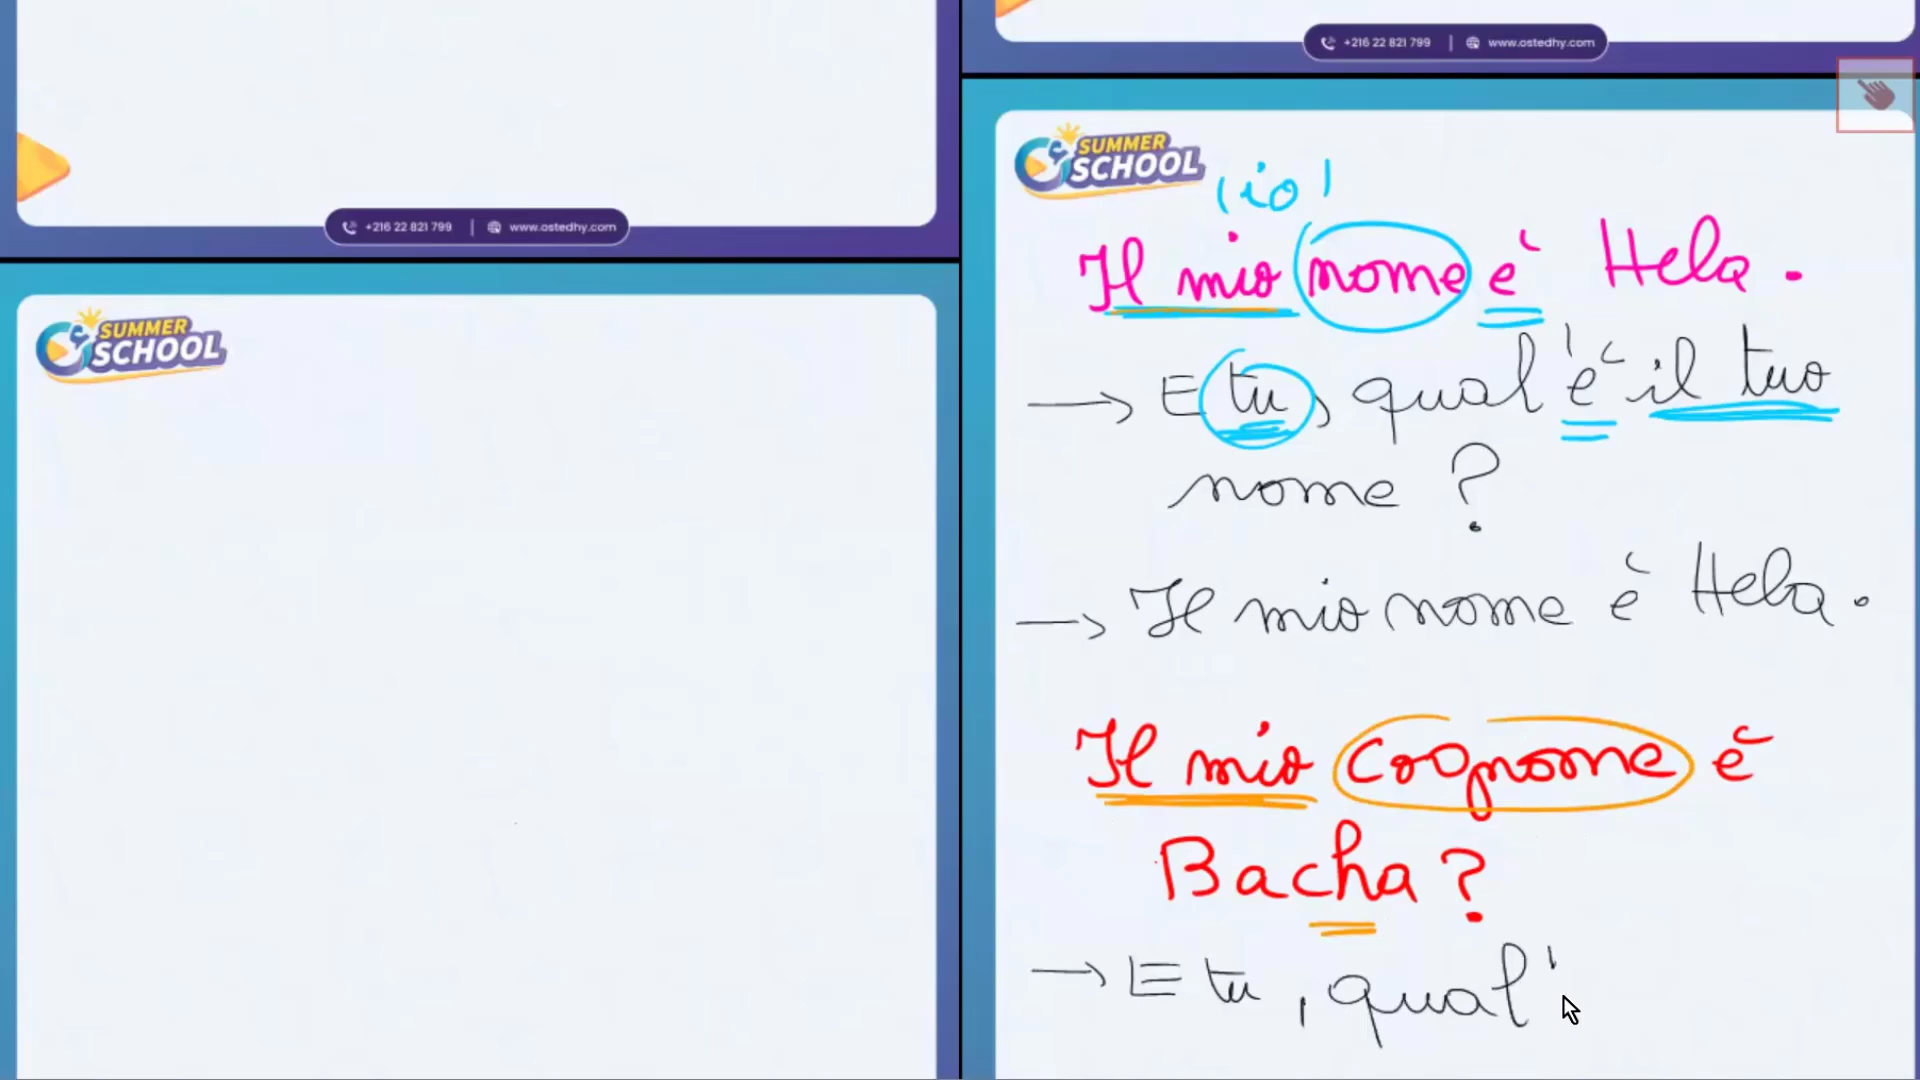 +216 22 821 799 | www.ostedhy.com
SUMMER
SCHOOL
+216 22 821 799 | www.ostedhy.com
SUMMER
SCHOOL
(io)
Il mio nome è Hela.
→ E tu, qual'è il tuo
nome ?
→ Il mio nome è Hela.
Il mio cognome è
Bacha ?
→ E tu, qual'